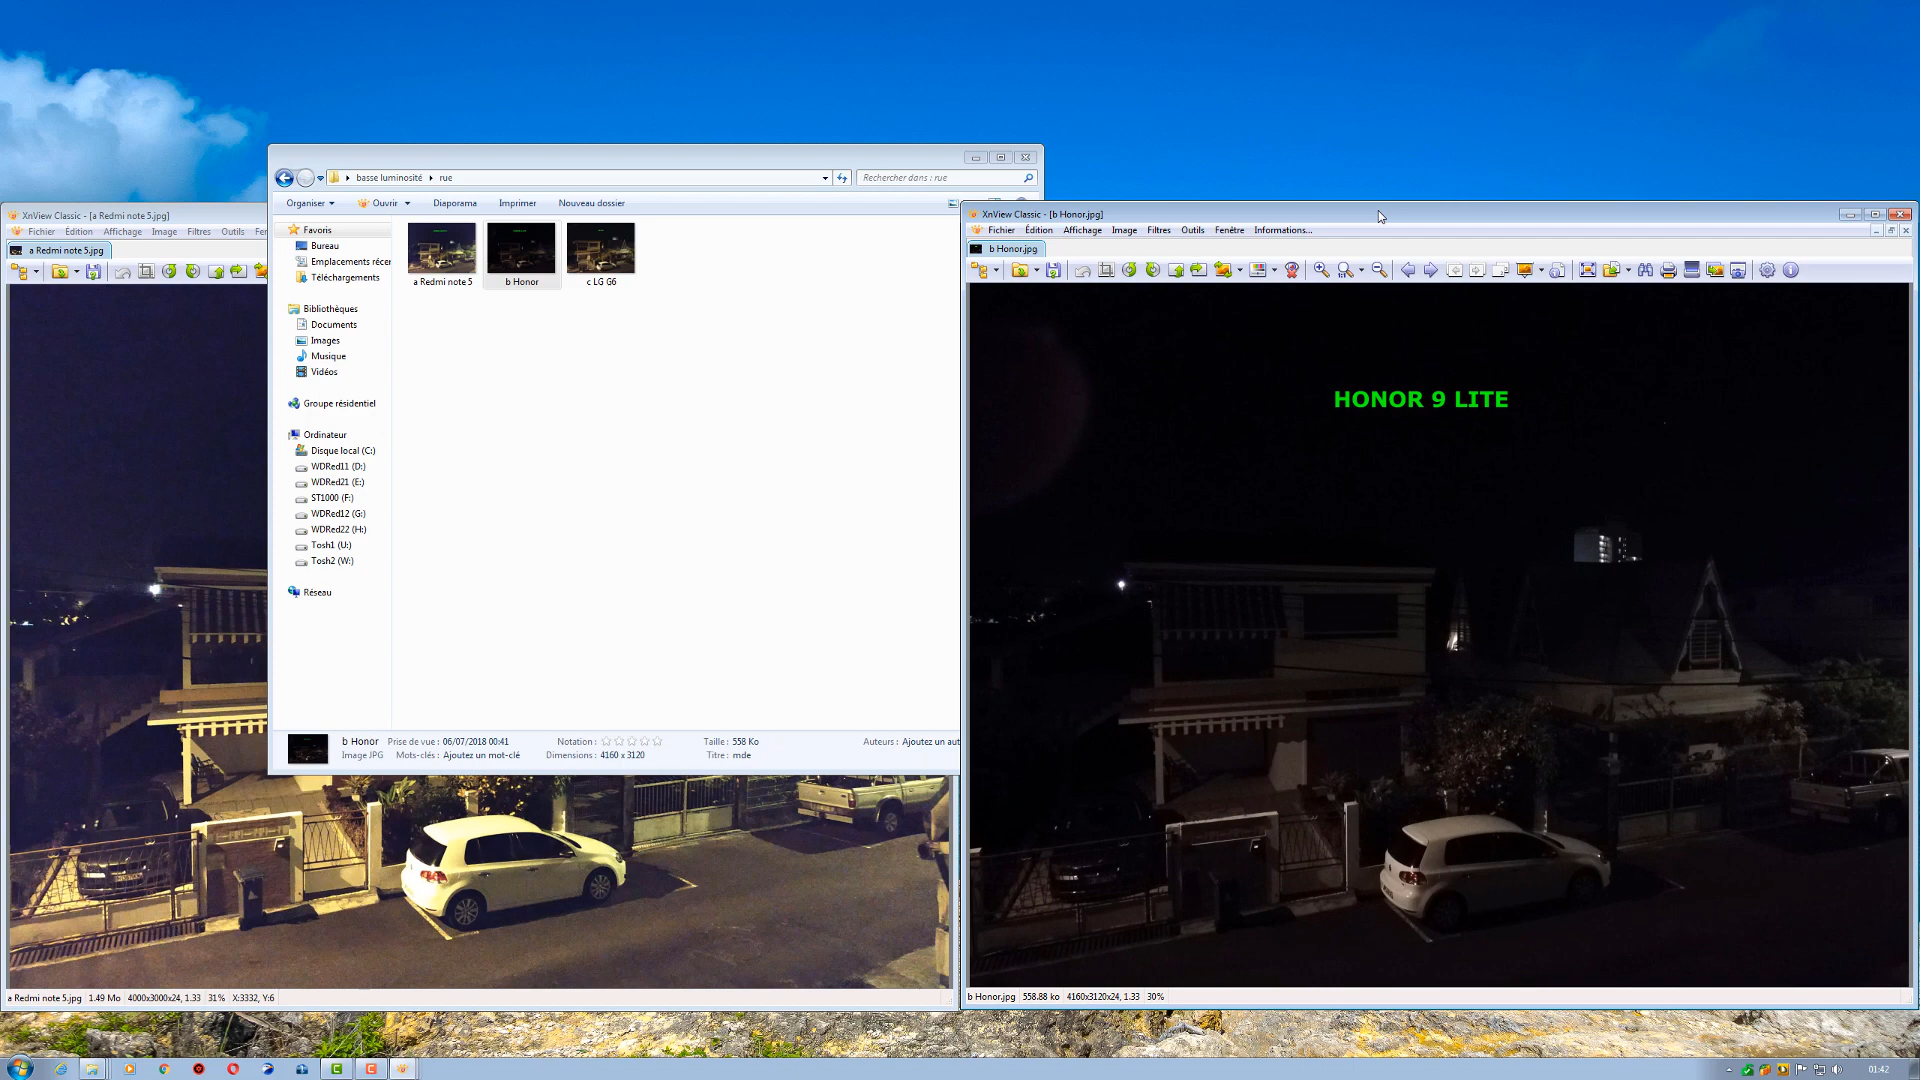 basse luminosité rue
Rechercher dans : rue
Organiser Ouvrir Diaporama Imprimer Nouveau dossier
Favoris
Bureau
Emplacements récer
Téléchargements
Bibliothèques
Documents
Images
Musique
Vidéos
Groupe résidentiel
Ordinateur
Disque local (C:)
WDRed11 (D:)
WDRed21 (E:)
ST1000 (F:)
WDRed12 (G:)
WDRed22 (H:)
Tosh1 (U:)
Tosh2 (W:)
Réseau
a Redmi note 5
b Honor
c LG G6
b Honor Prise de vue : 06/07/2018 00:41 Notation : Taille : 558 Ko Auteurs : Ajoutez un aut
Image JPG Mots-clés : Ajoutez un mot-clé Dimensions : 4160 x 3120 Titre : mde
XnView Classic - [a Redmi note 5.jpg]
Fichier Édition Affichage Image Filtres Outils Fer
a Redmi note 5.jpg
a Redmi note 5.jpg 1.49 Mo 4000x3000x24, 1.33 31% X:3332, Y:6
XnView Classic - [b Honor.jpg]
Fichier Édition Affichage Image Filtres Outils Fenêtre Informations...
b Honor.jpg
HONOR 9 LITE
b Honor.jpg 558.88 ko 4160x3120x24, 1.33 30%
01:42